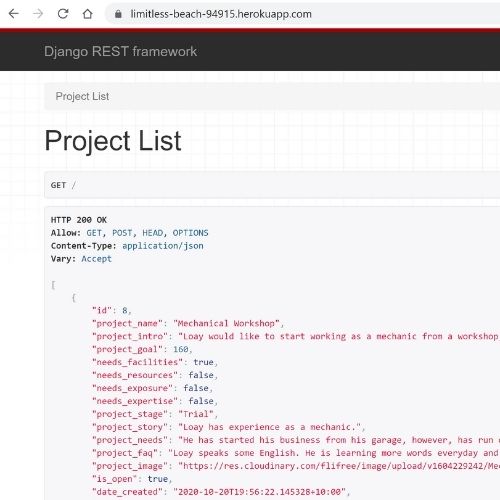 limitless-beach-94915.herokuapp.com
Django REST framework
Project List
Project List
GET /
HTTP 200 OK
Allow: GET, POST, HEAD, OPTIONS
Content-Type: application/json
Vary: Accept
[
{
"id": 8,
"project_name": "Mechanical Workshop",
"project_intro": "Loay would like to start working as a mechanic from a workshop
"project_goal": 160,
"needs_facilities": true,
"needs_resources": false,
"needs_exposure": false,
"needs_expertise": false,
"project_stage": "Trial",
"project_story": "Loay has experience as a mechanic.",
"project_needs": "He has started his business from his garage, however, has run
"project_faq": "Loay speaks some English. He is learning more words everyday and
"project_image": "https://res.cloudinary.com/flifree/image/upload/v1604229242/Me
"is_open": true,
"date_created": "2020-10-20T19:56:22.145328+10:00",